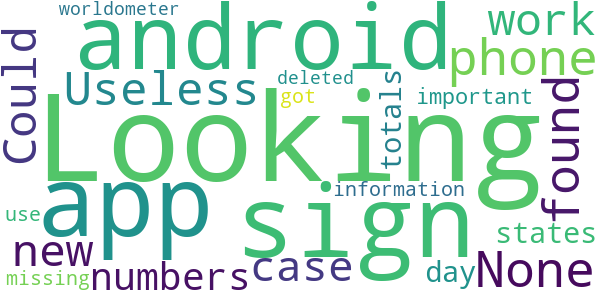 worldometer
android
work
phone
Could
Useless
deleted
got
totals
important
found
Looking
app
sign
information
use
states
new
case
day
None
missing
numbers